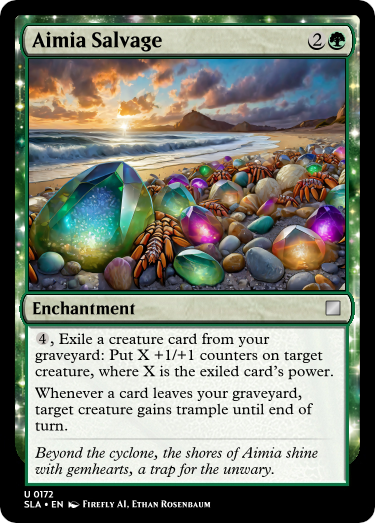 Aimia Salvage 2
Enchantment
4, Exile a creature card from your
graveyard: Put X +1/+1 counters on target
creature, where X is the exiled card's power.
Whenever a card leaves your graveyard,
target creature gains trample until end of
turn.
Beyond the cyclone, the shores of Aimia shine
with gemhearts, a trap for the unwary.
U 0172
SLA • EN Firefly AI, Ethan Rosenbaum